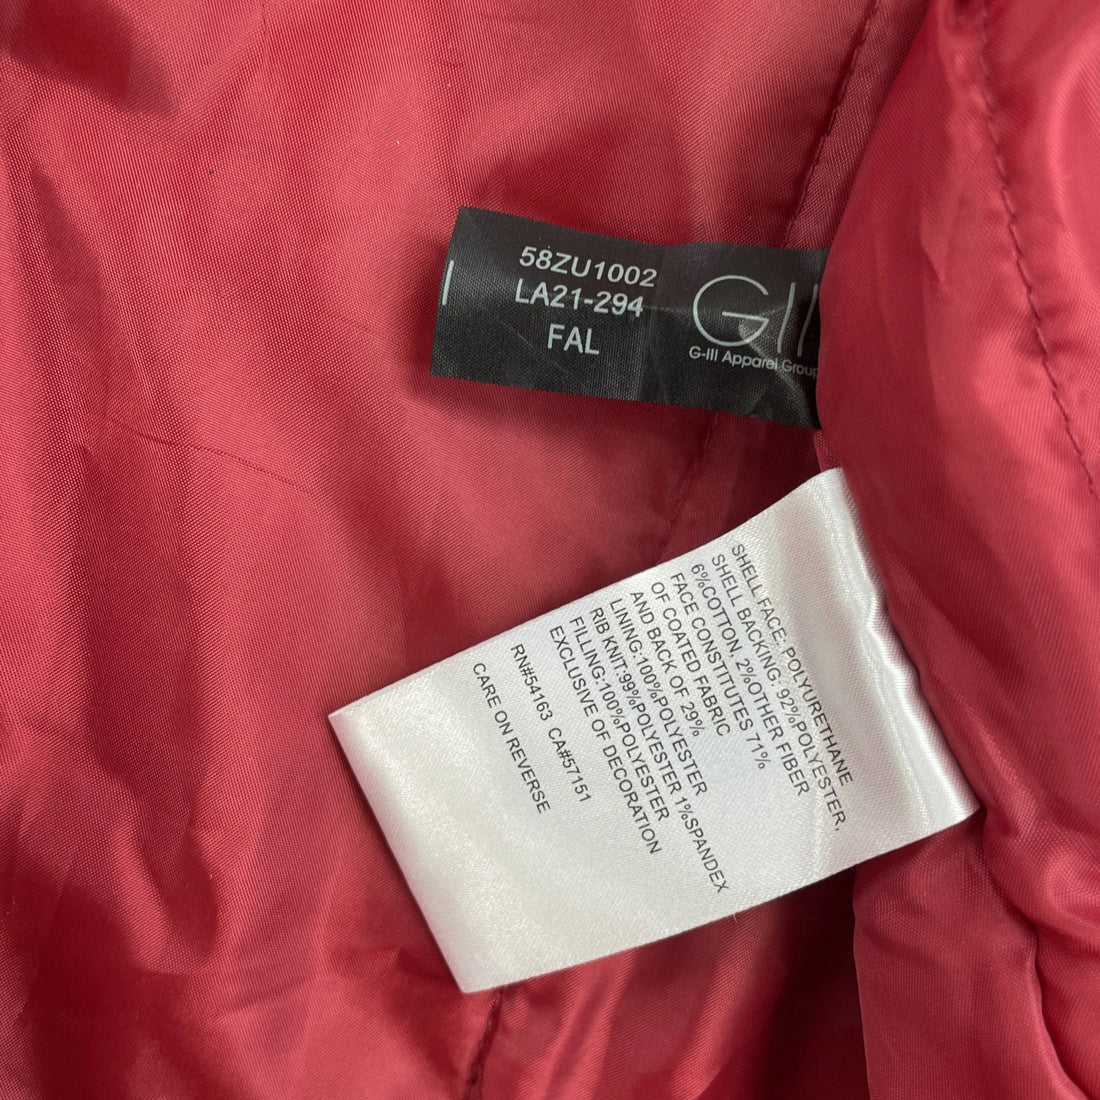 58ZU1002
LA21-294
FAL
GIII
G-III Apparel Group
SHELL FACE: POLYURETHANE
SHELL BACKING: 92%POLYESTER,
6%COTTON, 2%OTHER FIBER
FACE CONSTITUTES 71%
OF COATED FABRIC
AND BACK OF 29%
LINING:100%POLYESTER
RIB KNIT:99%POLYESTER 1%SPANDEX
FILLING:100%POLYESTER
EXCLUSIVE OF DECORATION
RN#54163 CA#57151
CARE ON REVERSE